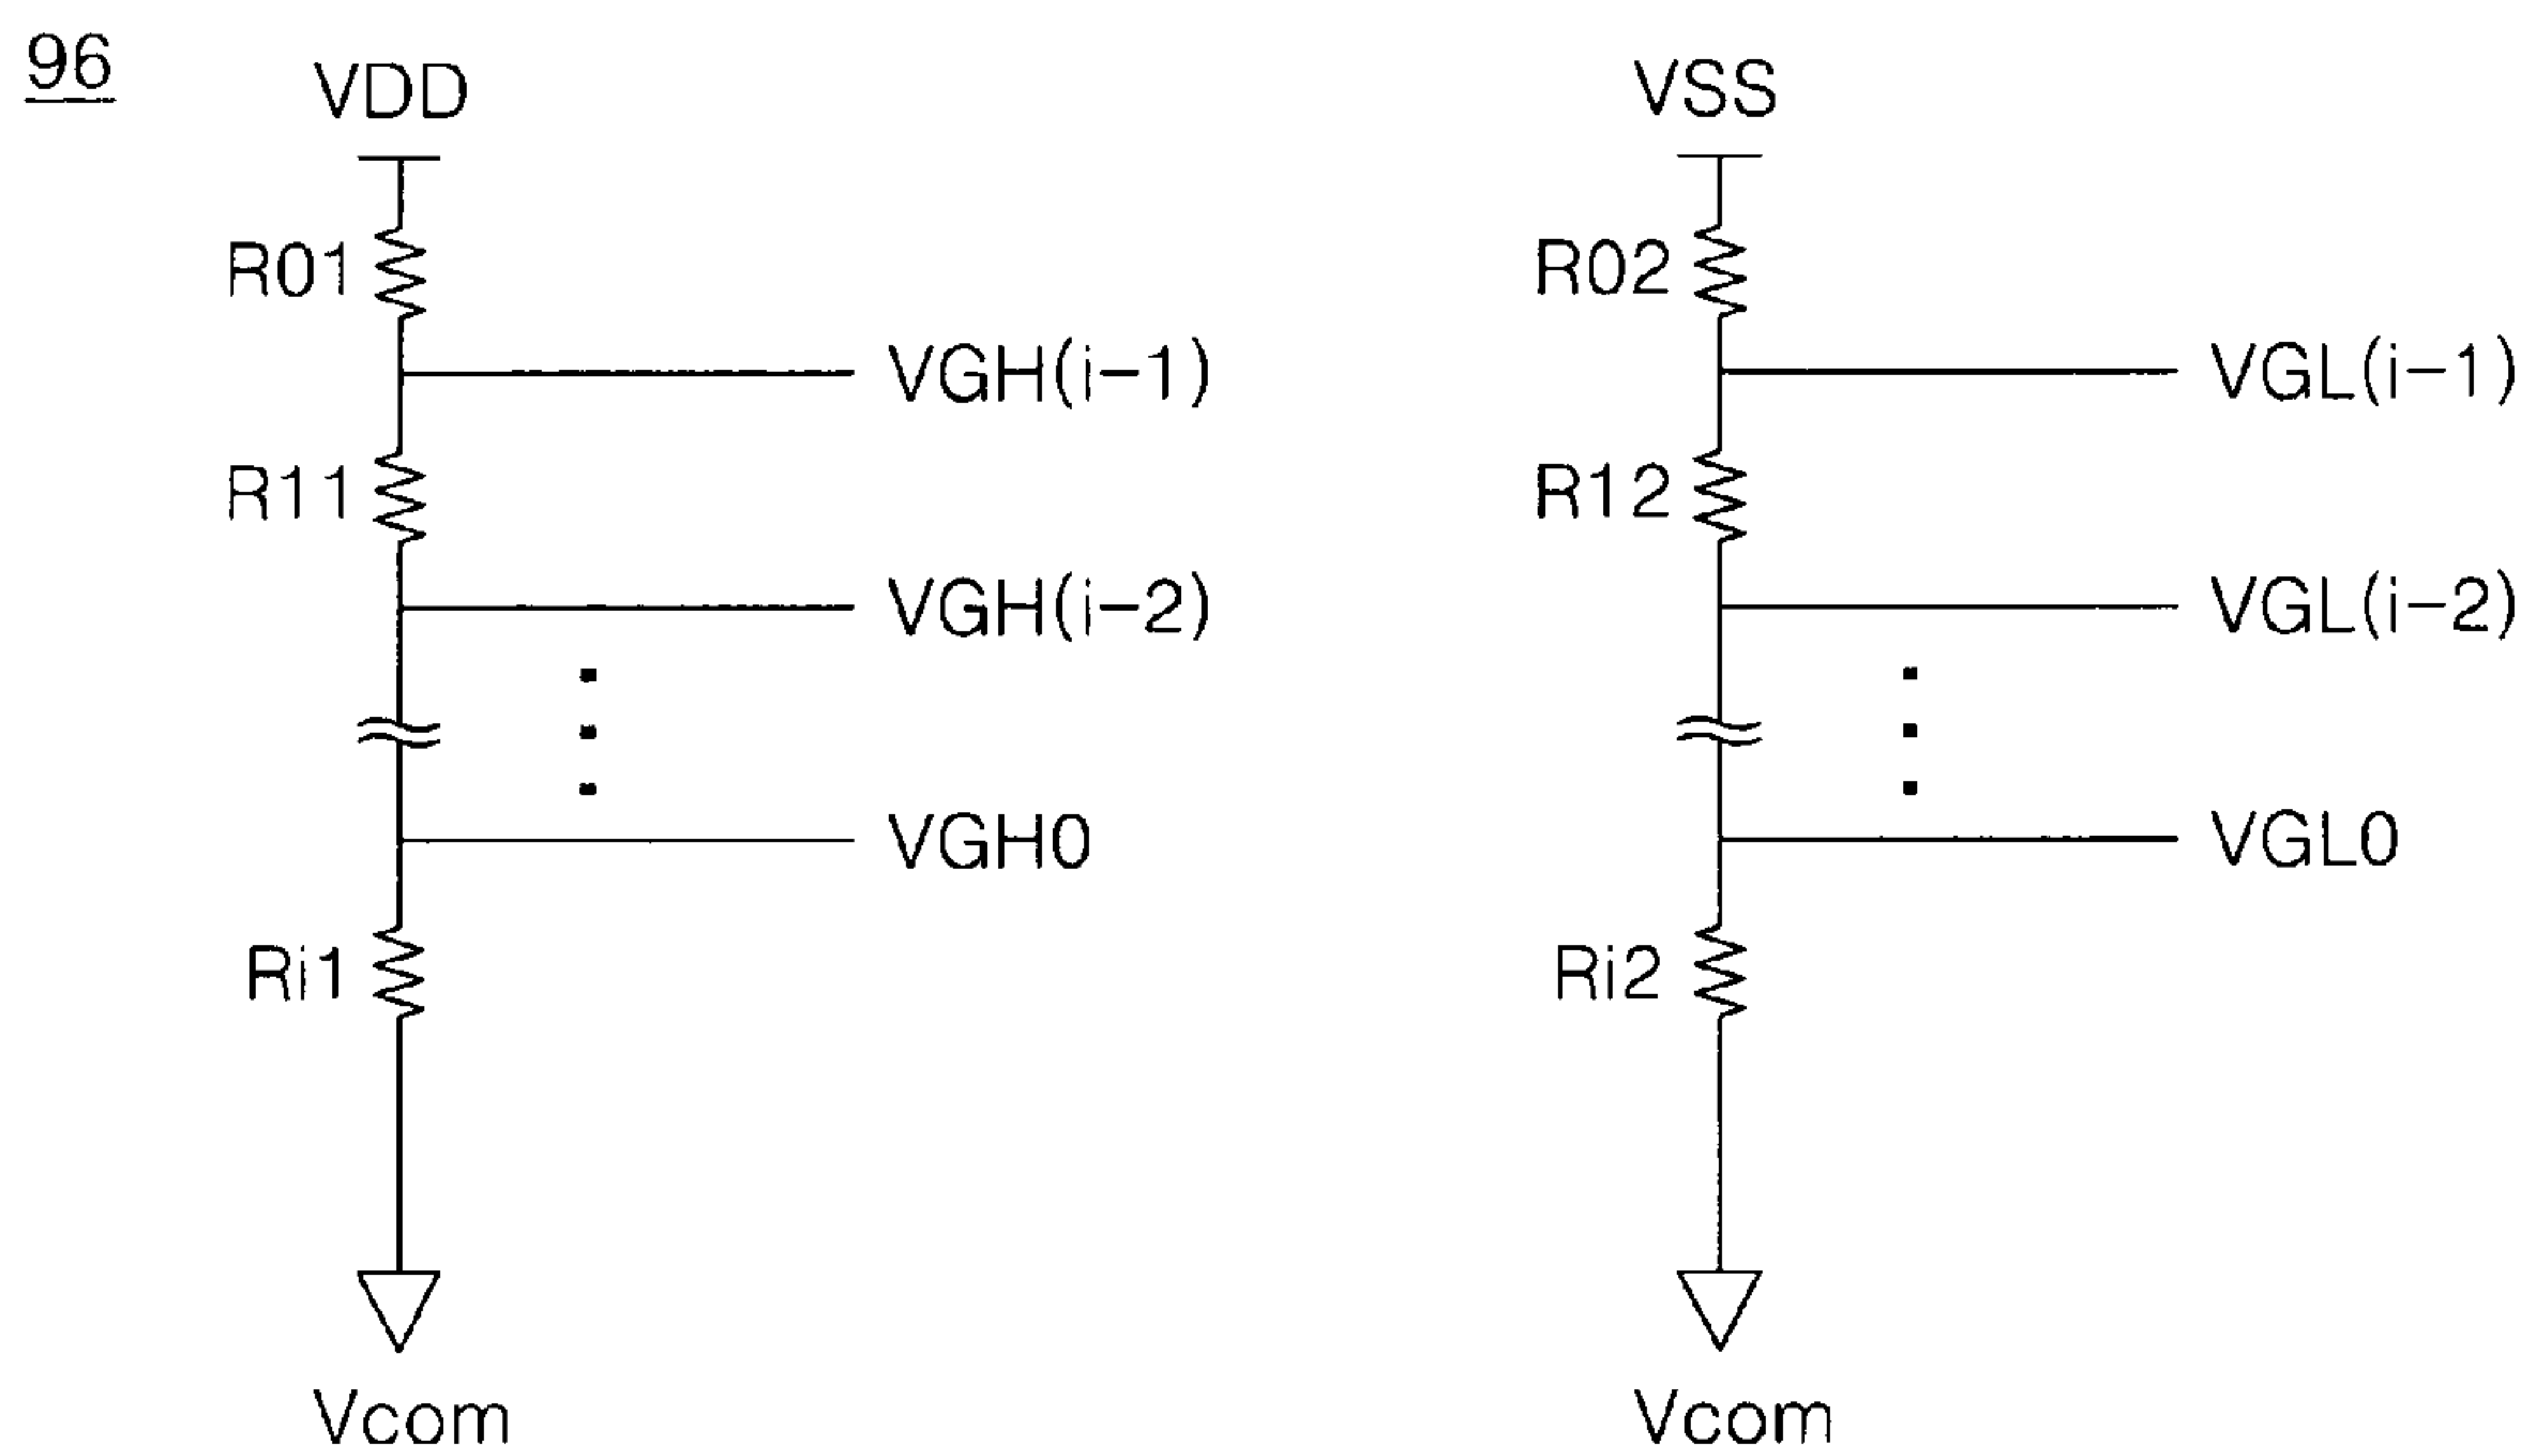 96
VDD
R01
VGH(i-1)
R11
VGH(i-2)
VGH0
Ri1
Vcom
VSS
R02
VGL(i-1)
R12
VGL(i-2)
VGL0
Ri2
Vcom